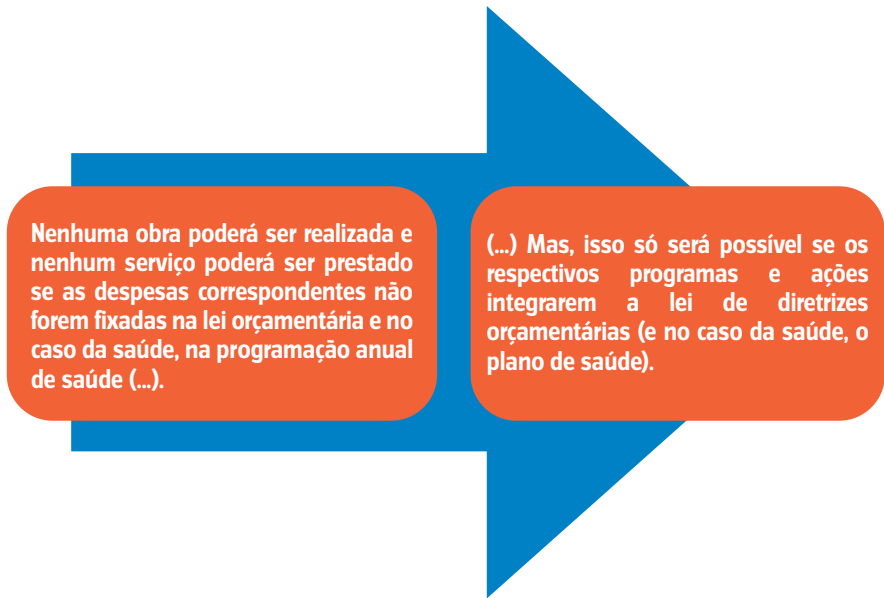 Nenhuma obra poderá ser realizada e
nenhum serviço poderá ser prestado
se as despesas correspondentes não
forem fixadas na lei orçamentária e no
caso da saúde, na programação anual
de saúde (...).
(...) Mas, isso só será possível se os
respectivos programas e ações
integrarem a lei de diretrizes
orçamentárias (e no caso da saúde, o
plano de saúde).